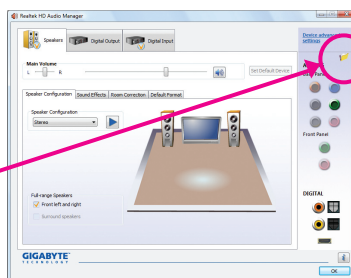 Realtek HD Audio Manager
Speakers
Digital Output
Digital Input
Device advanced settings
Main Volume
L
R
Set Default Device
Speaker Configuration
Sound Effects
Room Correction
Default Format
Speaker Configuration
Stereo
Front Panel
Full-range Speakers
Front left and right
Surround speakers
DIGITAL
GIGABYTE
TECHNOLOGY
OK